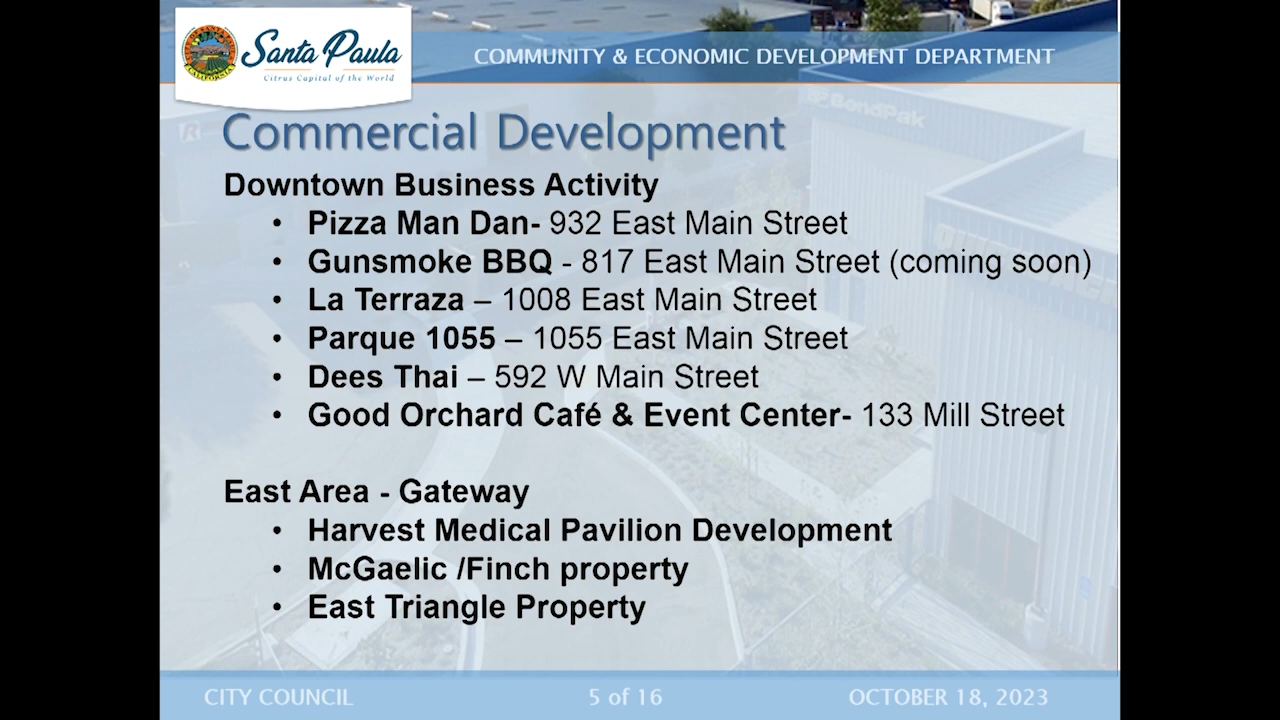 Santa Paula
Citrus Capital of the World
CALIFORNIA
COMMUNITY & ECONOMIC DEVELOPMENT DEPARTMENT
BondPak
Commercial Development
Downtown Business Activity
• Pizza Man Dan- 932 East Main Street
• Gunsmoke BBQ - 817 East Main Street (coming soon)
• La Terraza – 1008 East Main Street
• Parque 1055 – 1055 East Main Street
• Dees Thai – 592 W Main Street
• Good Orchard Café & Event Center- 133 Mill Street
East Area - Gateway
• Harvest Medical Pavilion Development
• McGaelic /Finch property
• East Triangle Property
CITY COUNCIL
5 of 16
OCTOBER 18, 2023